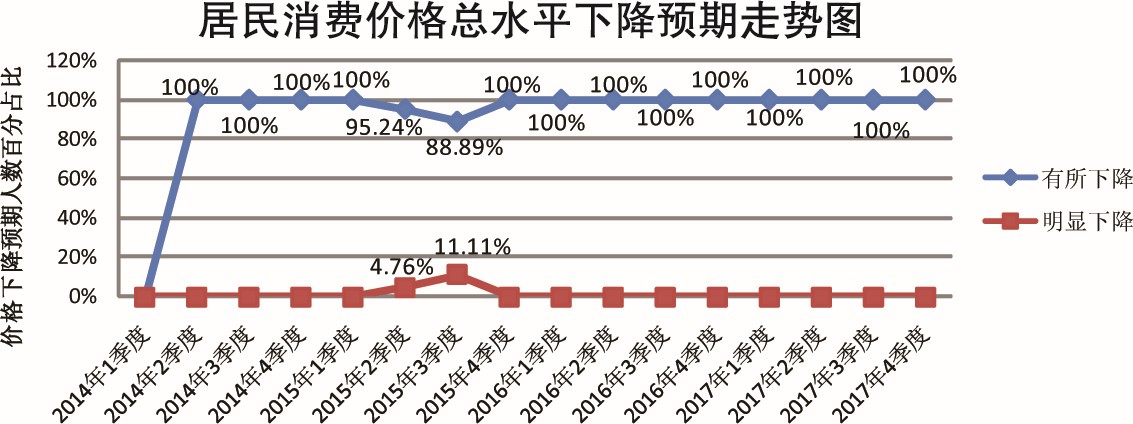 居民消费价格总水平下降预期走势图
价格下降预期人数百分占比
120%
100%
80%
60%
40%
20%
0%
100%
100%
100%
100%
95.24%
88.89%
100%
100%
100%
100%
100%
100%
100%
100%
100%
4.76%
11.11%
有所下降
明显下降
2014年1季度
2014年2季度
2014年3季度
2014年4季度
2015年1季度
2015年2季度
2015年3季度
2015年4季度
2016年1季度
2016年2季度
2016年3季度
2016年4季度
2017年1季度
2017年2季度
2017年3季度
2017年4季度